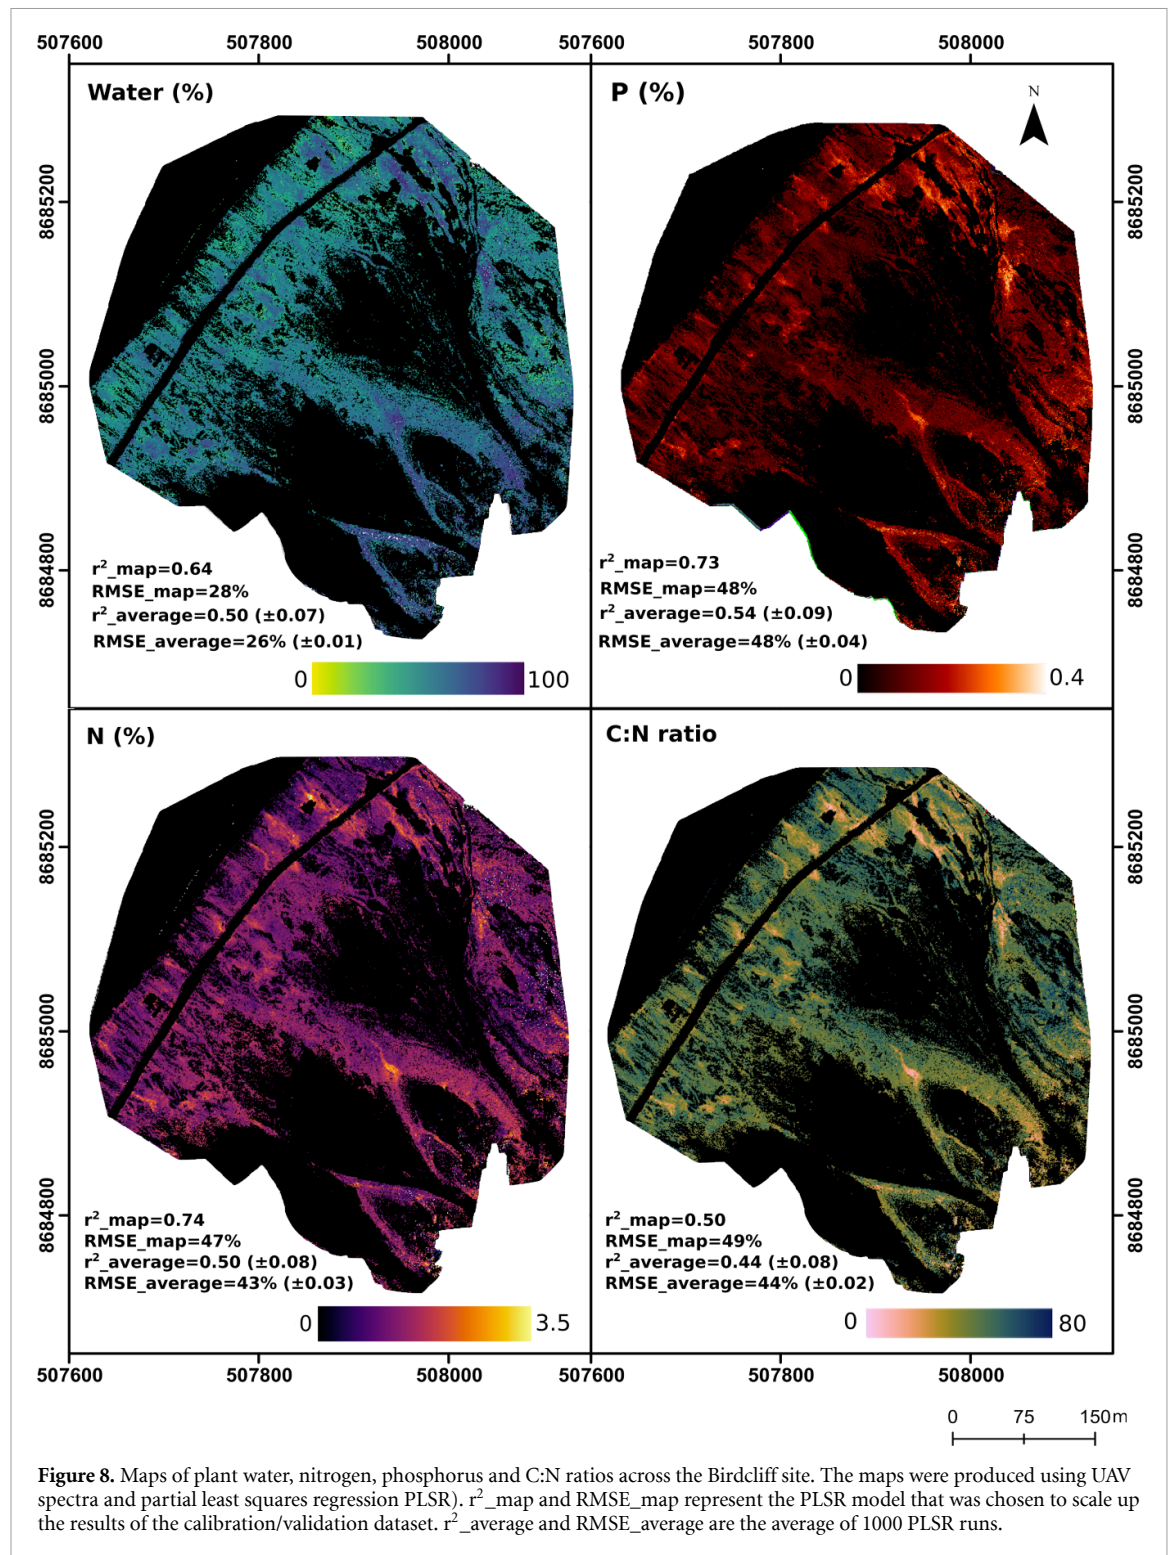 507600 507800 508000 507600 507800 508000
Water (%)
P (%)
N
8685200
8685000
8684800
8685200
8685000
8684800
r²_map=0.64
RMSE_map=28%
r²_average=0.50 (±0.07)
RMSE_average=26% (±0.01)
0 100
r²_map=0.73
RMSE_map=48%
r²_average=0.54 (±0.09)
RMSE_average=48% (±0.04)
0 0.4
N (%)
C:N ratio
8685200
8685000
8684800
8685200
8685000
8684800
r²_map=0.74
RMSE_map=47%
r²_average=0.50 (±0.08)
RMSE_average=43% (±0.03)
0 3.5
r²_map=0.50
RMSE_map=49%
r²_average=0.44 (±0.08)
RMSE_average=44% (±0.02)
0 80
507600 507800 508000 507600 507800 508000
0 75 150m
Figure 8. Maps of plant water, nitrogen, phosphorus and C:N ratios across the Birdcliff site. The maps were produced using UAV
spectra and partial least squares regression PLSR). r²_map and RMSE_map represent the PLSR model that was chosen to scale up
the results of the calibration/validation dataset. r²_average and RMSE_average are the average of 1000 PLSR runs.